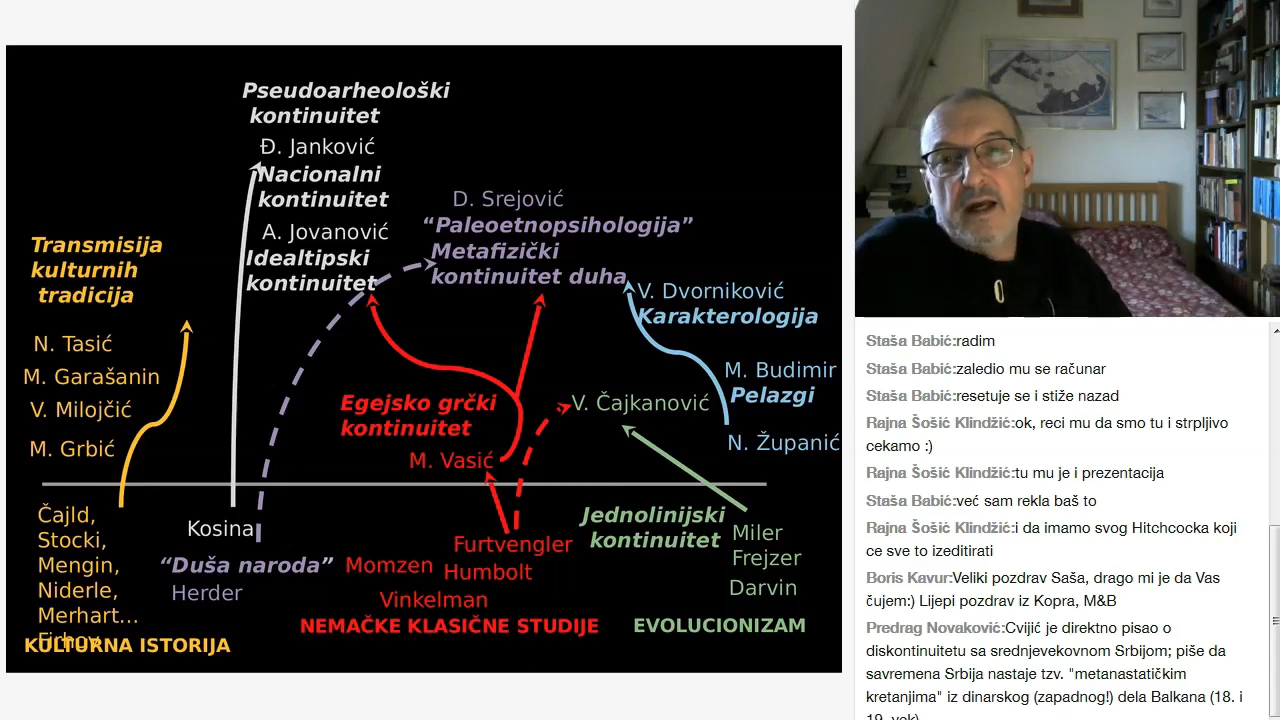 Pseudoarheološki
kontinuitet
Đ. Janković
Nacionalni
kontinuitet
A. Jovanović
Idealtipski
kontinuitet
D. Srejović
“Paleoetnopsihologija”
Metafizički
kontinuitet duha
Transmisija
kulturnih
tradicija
N. Tasić
M. Garašanin
V. Milojčić
M. Grbić
V. Dvorniković
Karakterologija
M. Budimir
Pelazgi
N. Županić
Egejsko grčki
kontinuitet
M. Vasić
V. Čajkanović
Čajld,
Stocki,
Mengin,
Niderle,
Merhart...
KULTURNA ISTORIJA
Kosina
“Duša naroda”
Herder
Furtvengler
Momzen
Humbolt
Vinkelman
NEMAČKE KLASIČNE STUDIJE
Jednolinijski
kontinuitet
Miler
Frejzer
Darvin
EVOLUCIONIZAM
Staša Babić:radim
Staša Babić:zaledio mu se računar
Staša Babić:resetuje se i stiže nazad
Rajna Šošić Klindžić:ok, reci mu da smo tu i strpljivo
cekamo :)
Rajna Šošić Klindžić:tu mu je i prezentacija
Staša Babić:već sam rekla baš to
Rajna Šošić Klindžić:i da imamo svog Hitchcocka koji
ce sve to izeditirati
Boris Kavur:Veliki pozdrav Saša, drago mi je da Vas
čujem:) Lijepi pozdrav iz Kopra, M&B
Predrag Novaković:Cvijić je direktno pisao o
diskontinuitetu sa srednjevekovnom Srbijom; piše da
savremena Srbija nastaje tzv. "metanastatičkim
kretanjima" iz dinarskog (zapadnog!) dela Balkana (18. i
19. vek)